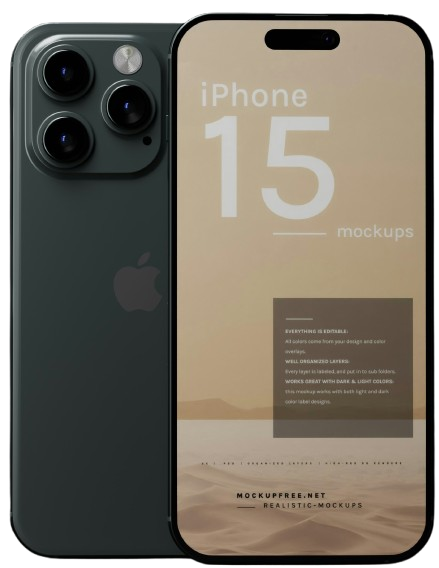 iPhone
15
mockups
EVERYTHING IS EDITABLE:
All colors come from your design and color
overlays.
WELL ORGANIZED LAYERS:
Every layer is labeled, and put in to sub folders.
WORKS GREAT WITH DARK & LIGHT COLORS:
this mockup works with both light and dark
color label designs.
ORGANIZED LAYERS
MOCKUPFREE.NET
REALISTIC-MOCKUPS